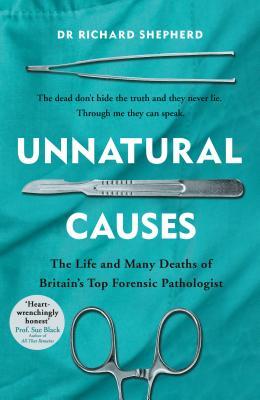 DR RICHARD SHEPHERD
The dead don't hide the truth and they never lie.
Through me they can speak.
UNNATURAL
CAUSES
The Life and Many Deaths of
Britain's Top Forensic Pathologist
'Heart-
wrenchingly
honest'
Prof. Sue Black
Author of
All That Remains